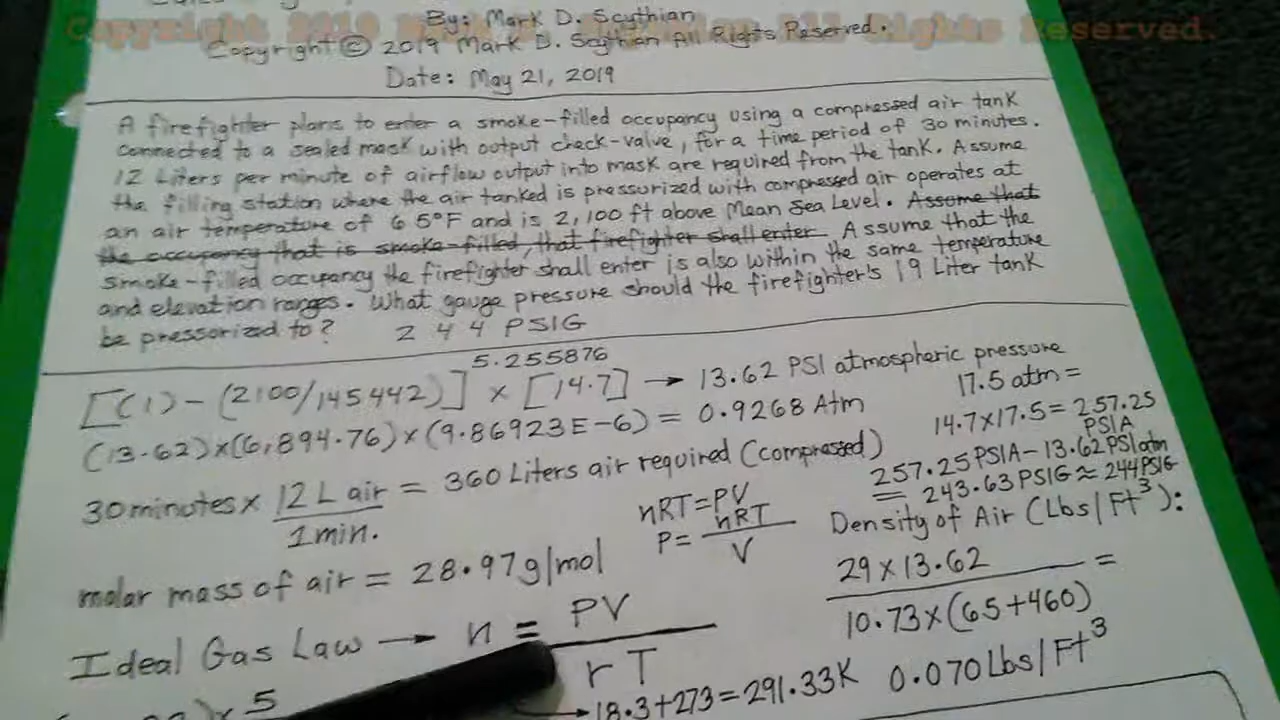 By: Mark D. Scythian
Copyright © 2019 Mark D. Scythian All Rights Reserved.
Date: May 21, 2019
A firefighter plans to enter a smoke-filled occupancy using a compressed air tank
connected to a sealed mask with output check-valve, for a time period of 30 minutes.
12 Liters per minute of airflow output into mask are required from the tank. Assume
the filling station where the air tanked is pressurized with compressed air operates at
an air temperature of 65°F and is 2,100 ft above Mean Sea Level. Assume that
the occupancy that is smoke-filled, that firefighter shall enter. Assume that the
smoke-filled occupancy the firefighter shall enter is also within the same temperature
and elevation ranges. What gauge pressure should the firefighter's 19 Liter tank
be pressorized to? 244 PSIG
5.255876
[(1) - (2100/145442)] × [14.7] → 13.62 PSI atmospheric pressure
(13.62)×(6,894.76)×(9.86923E-6) = 0.9268 Atm
17.5 atm =
14.7×17.5 = 257.25
PSIA
257.25 PSIA - 13.62 PSI atm
= 243.63 PSIG ≈ 244 PSIG
30 minutes × 12 L air = 360 Liters air required (compressed)
1 min.
nRT = PV
P = nRT
V
Density of Air (Lbs/Ft³):
29 × 13.62 =
10.73×(65+460)
0.070 Lbs/Ft³
molar mass of air = 28.97g/mol
Ideal Gas Law → n = PV
rT
18.3+273 = 291.33K
5